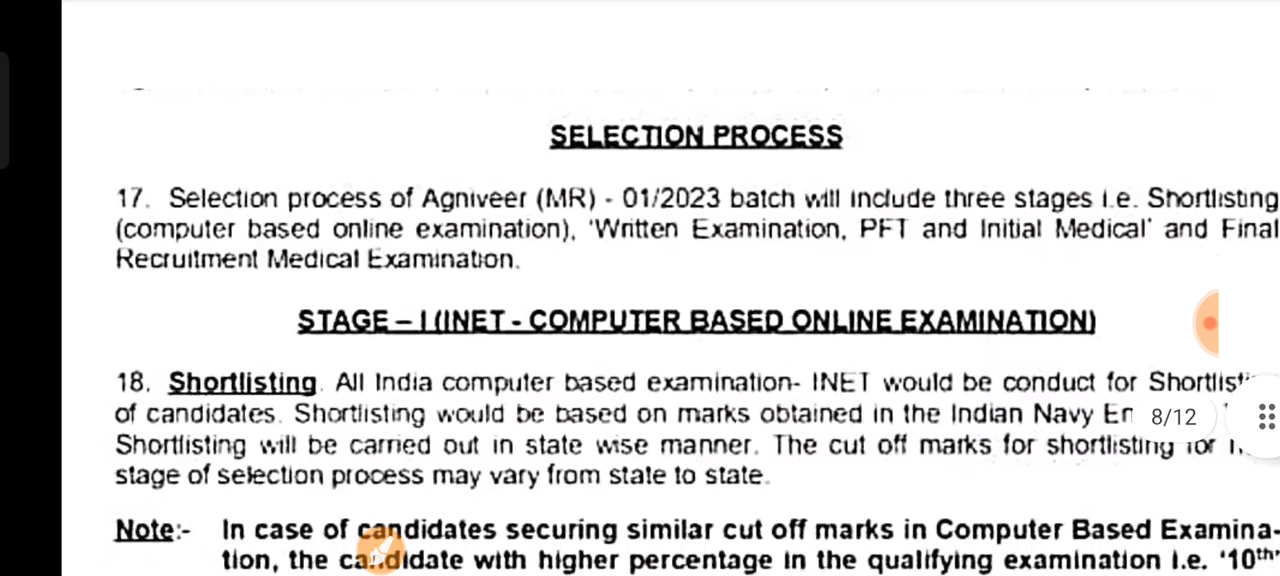 SELECTION PROCESS
17. Selection process of Agniveer (MR) - 01/2023 batch will include three stages i.e. Shortlisting
(computer based online examination), 'Written Examination, PFT and Initial Medical' and Final
Recruitment Medical Examination.
STAGE – I (INET - COMPUTER BASED ONLINE EXAMINATION)
18. Shortlisting. All India computer based examination- INET would be conduct for
of candidates. Shortlisting would be based on marks obtained in the Indian Navy
8/12
Shortlisting will be carried out in state wise manner. The cut off marks for shortlisting for
stage of selection process may vary from state to state.
Note:- In case of candidates securing similar cut off marks in Computer Based Examina-
tion, the candidate with higher percentage in the qualifying examination i.e. '10th'